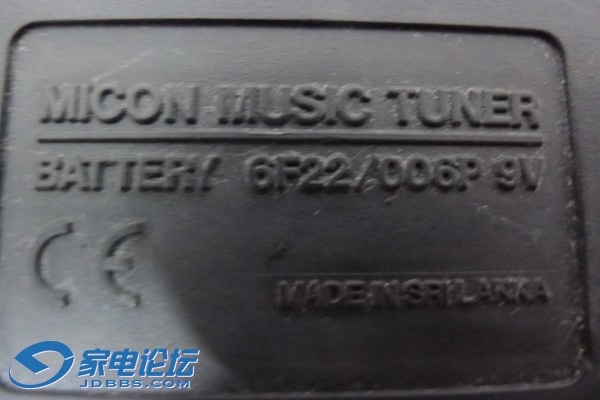 MICON MUSIC TUNER
BATTERY 6F22/006P 9V
CE
MADE IN SRI LANKA
家电论坛
JDBBS.COM